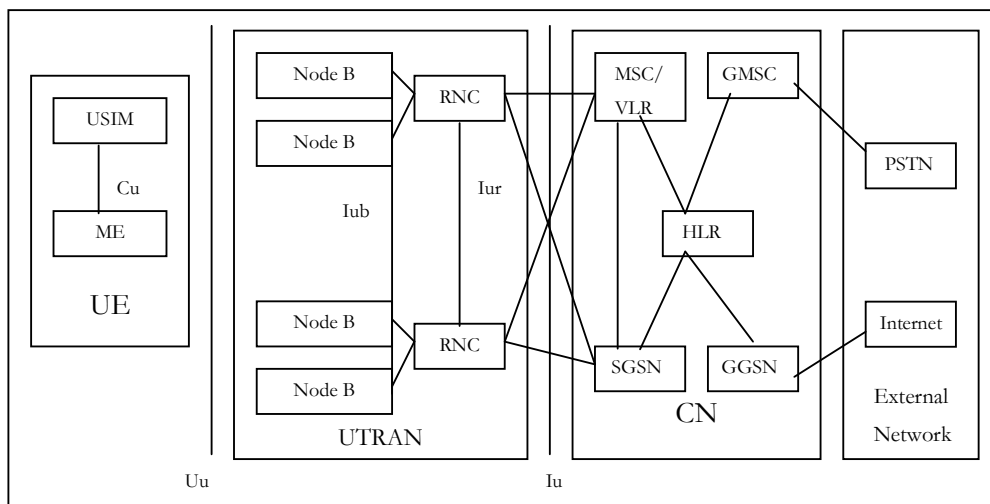 USIM
Cu
ME
UE
Uu
Node B
Node B
Iub
Node B
Node B
RNC
Iur
RNC
UTRAN
Iu
MSC/
VLR
GMSC
HLR
SGSN
GGSN
CN
PSTN
Internet
External
Network